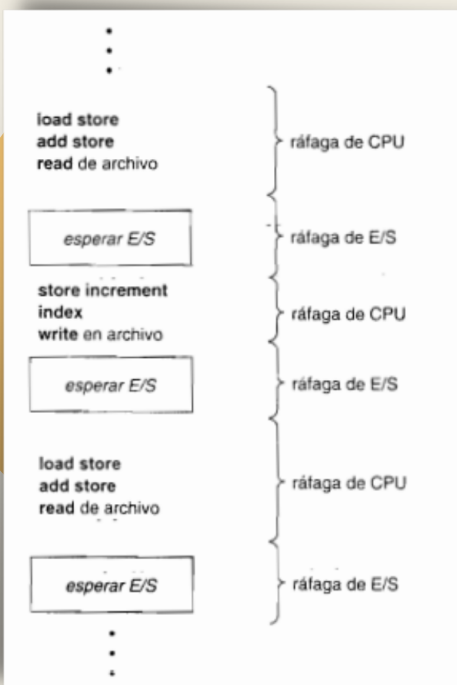 load store
add store
read de archivo
ráfaga de CPU
esperar E/S
ráfaga de E/S
store increment
index
write en archivo
ráfaga de CPU
esperar E/S
ráfaga de E/S
load store
add store
read de archivo
ráfaga de CPU
esperar E/S
ráfaga de E/S